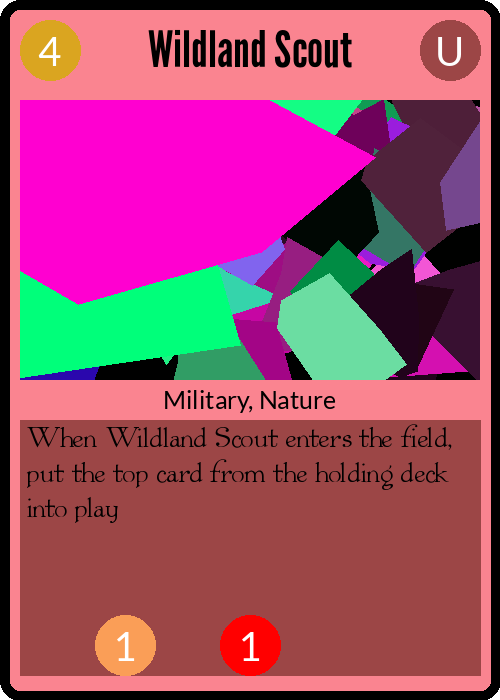 4 Wildland Scout U
Military, Nature
When Wildland Scout enters the field,
put the top card from the holding deck
into play
1 1